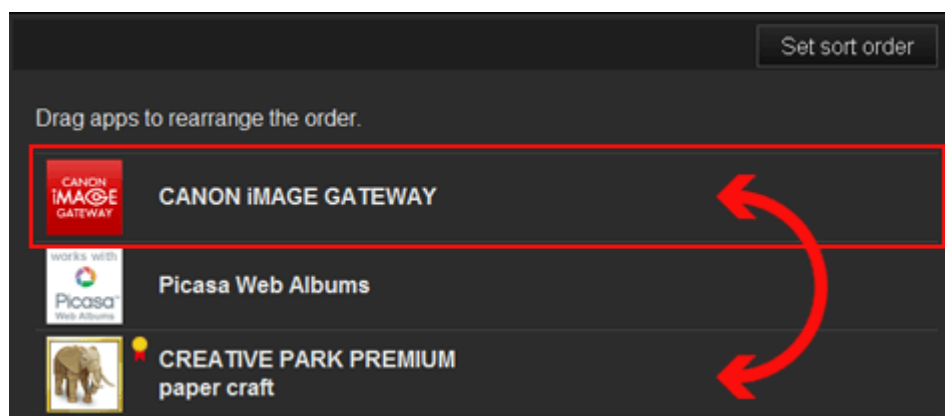 Set sort order
Drag apps to rearrange the order.
CANON
iMAGE
GATEWAY
CANON iMAGE GATEWAY
works with
Picasa™
Web Albums
Picasa Web Albums
CREATIVE PARK PREMIUM
paper craft